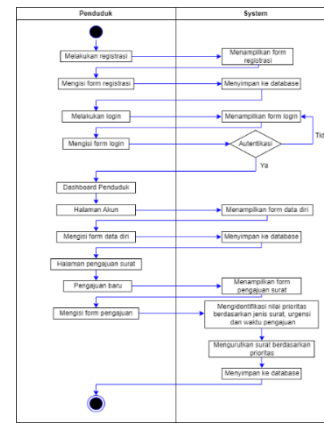 Penduduk
System
Melakukan registrasi
Menampilkan form
registrasi
Mengisi form registrasi
Menyimpan ke database
Melakukan login
Menampilkan form login
Mengisi form login
Autentikasi
Tid
Ya
Dashboard Penduduk
Halaman Akun
Menampilkan form data diri
Mengisi form data diri
Menyimpan ke database
Halaman pengajuan surat
Pengajuan baru
Menampilkan form
pengajuan surat
Mengisi form pengajuan
Mengidentifikasi nilai prioritas
berdasarkan jenis surat, urgensi
dan waktu pengajuan
Mengurutkan surat berdasarkan
prioritas
Menyimpan ke database